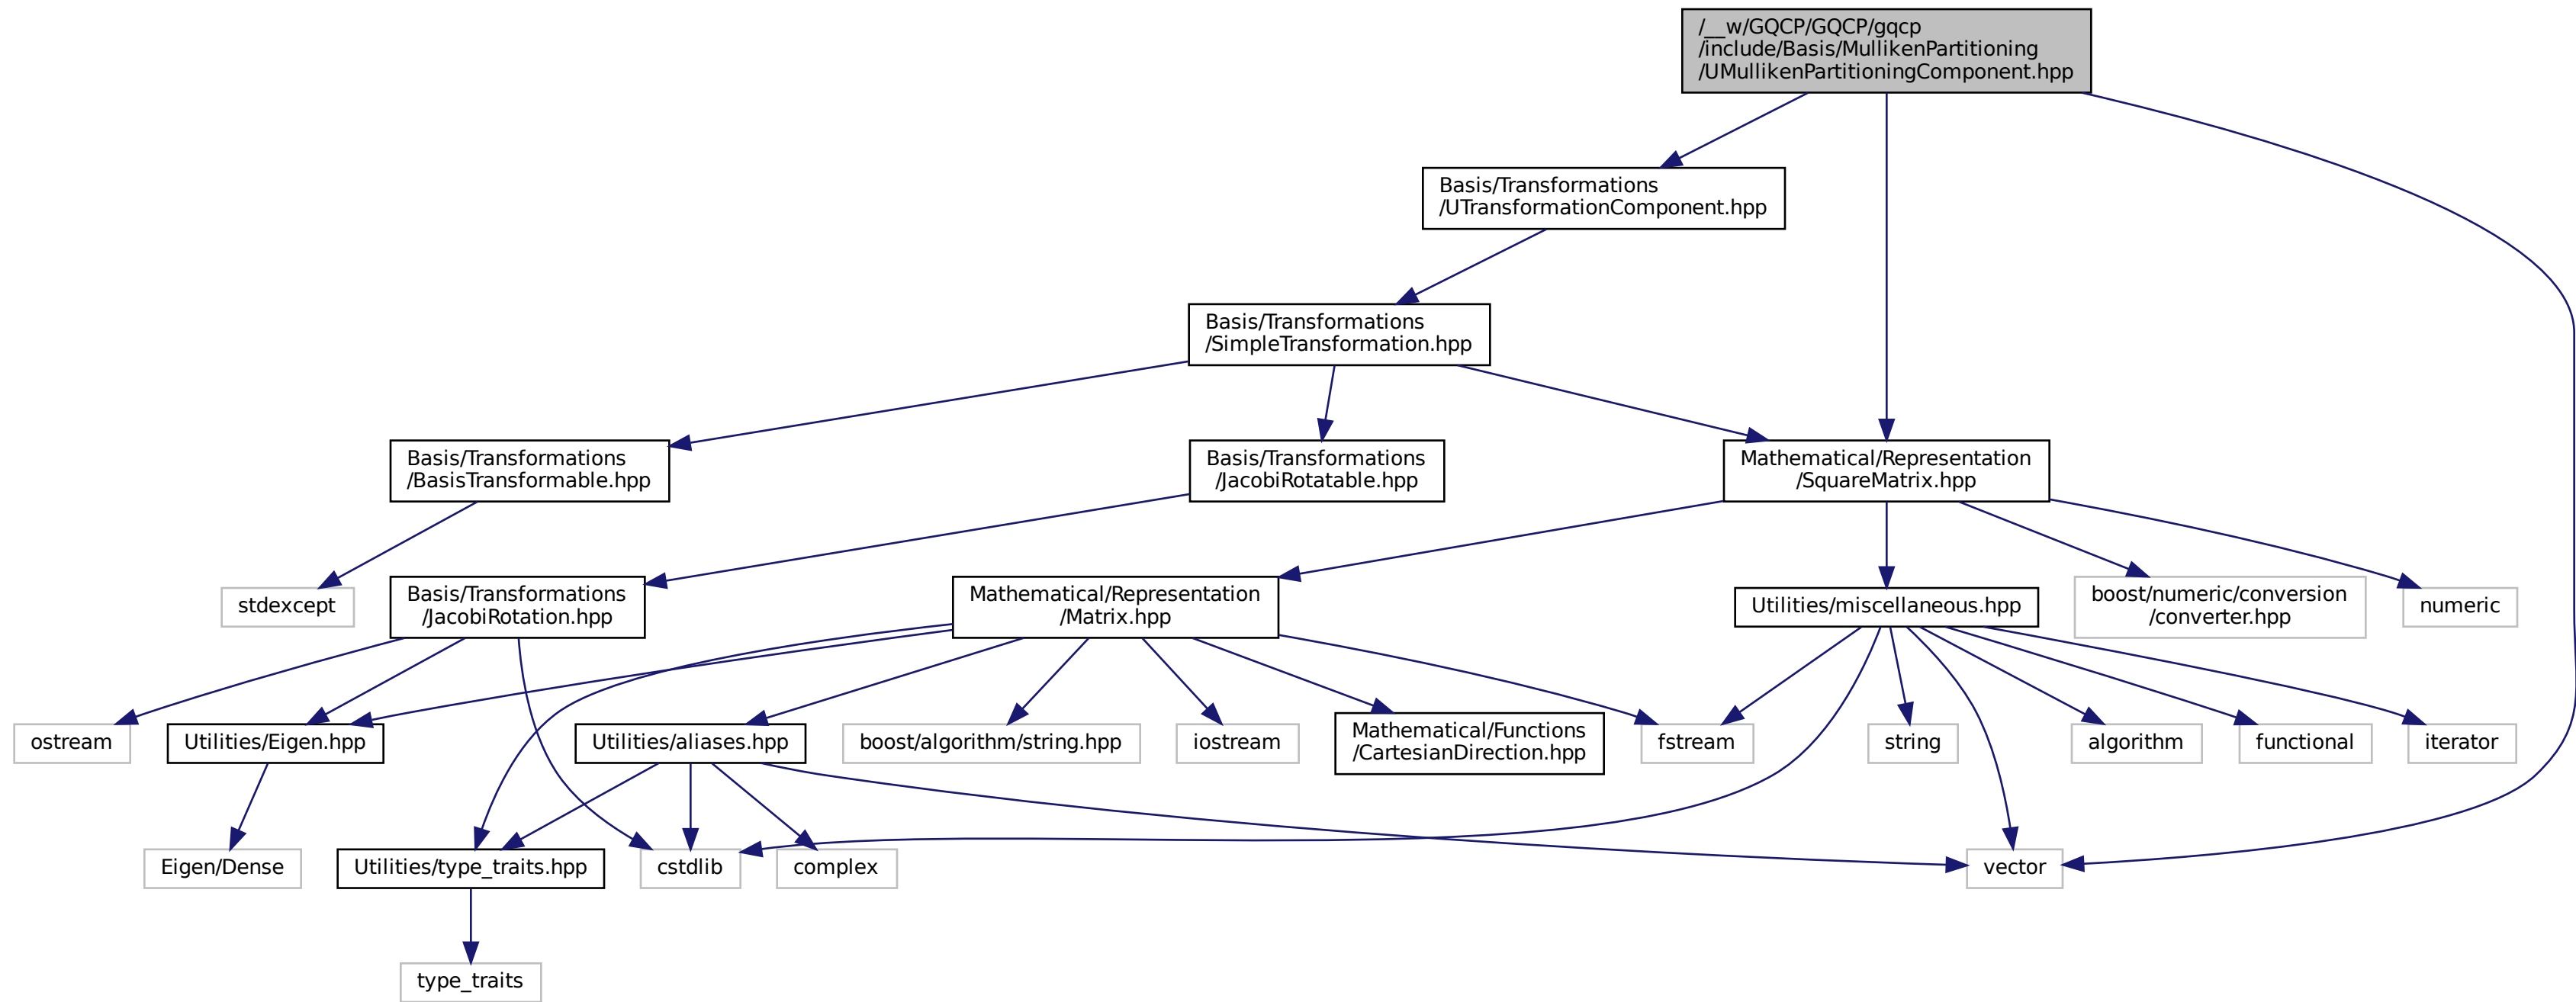 /__w/GQCP/GQCP/gqcp
/include/Basis/MullikenPartitioning
/UMullikenPartitioningComponent.hpp
Basis/Transformations
/UTransformationComponent.hpp
Basis/Transformations
/SimpleTransformation.hpp
Basis/Transformations
/BasisTransformable.hpp
Basis/Transformations
/JacobiRotatable.hpp
Mathematical/Representation
/SquareMatrix.hpp
stdexcept
Basis/Transformations
/JacobiRotation.hpp
Mathematical/Representation
/Matrix.hpp
Utilities/miscellaneous.hpp
boost/numeric/conversion
/converter.hpp
numeric
ostream
Utilities/Eigen.hpp
Utilities/aliases.hpp
boost/algorithm/string.hpp
iostream
Mathematical/Functions
/CartesianDirection.hpp
fstream
string
algorithm
functional
iterator
Eigen/Dense
Utilities/type_traits.hpp
cstdlib
complex
vector
type_traits